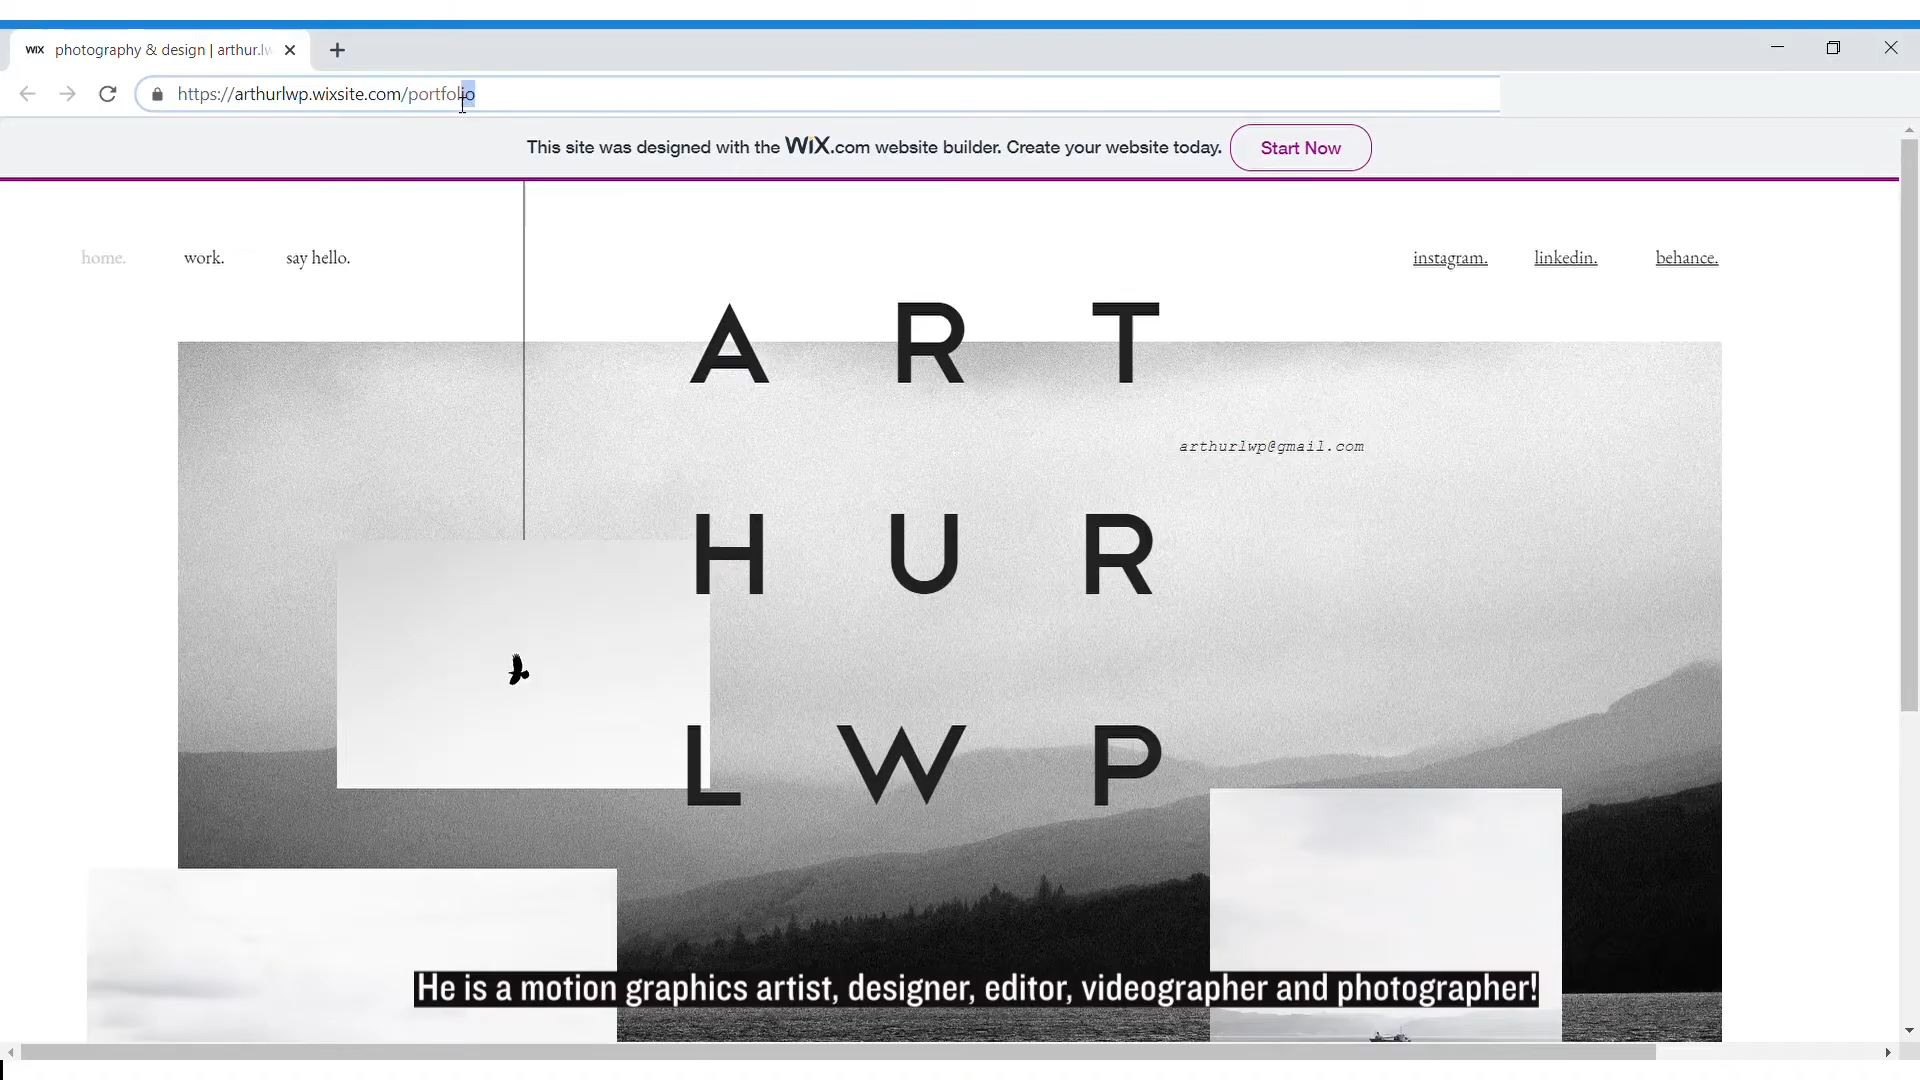 WiX photography & design | arthur.lw
https://arthurlwp.wixsite.com/portfolio
This site was designed with the WiX.com website builder. Create your website today. Start Now
home. work. say hello. instagram. linkedin. behance.
A R T
arthurlwp@gmail.com
H U R
L W P
He is a motion graphics artist, designer, editor, videographer and photographer!